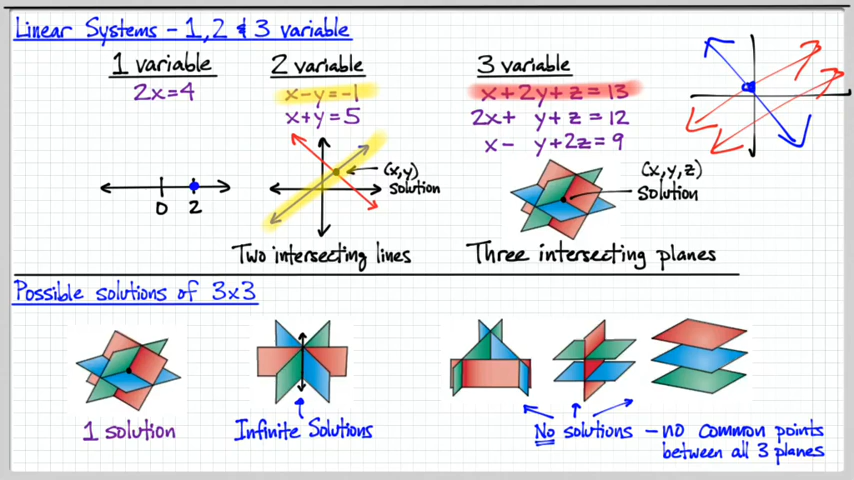 Linear Systems - 1, 2 & 3 variable
1 variable
2x=4
0 2
2 variable
x-y=-1
x+y=5
(x,y)
solution
Two intersecting lines
3 variable
x+2y+z=13
2x+ y+z=12
x- y+2z=9
(x,y,z)
solution
Three intersecting planes
Possible solutions of 3x3
1 solution
Infinite Solutions
No solutions - no common points
between all 3 planes